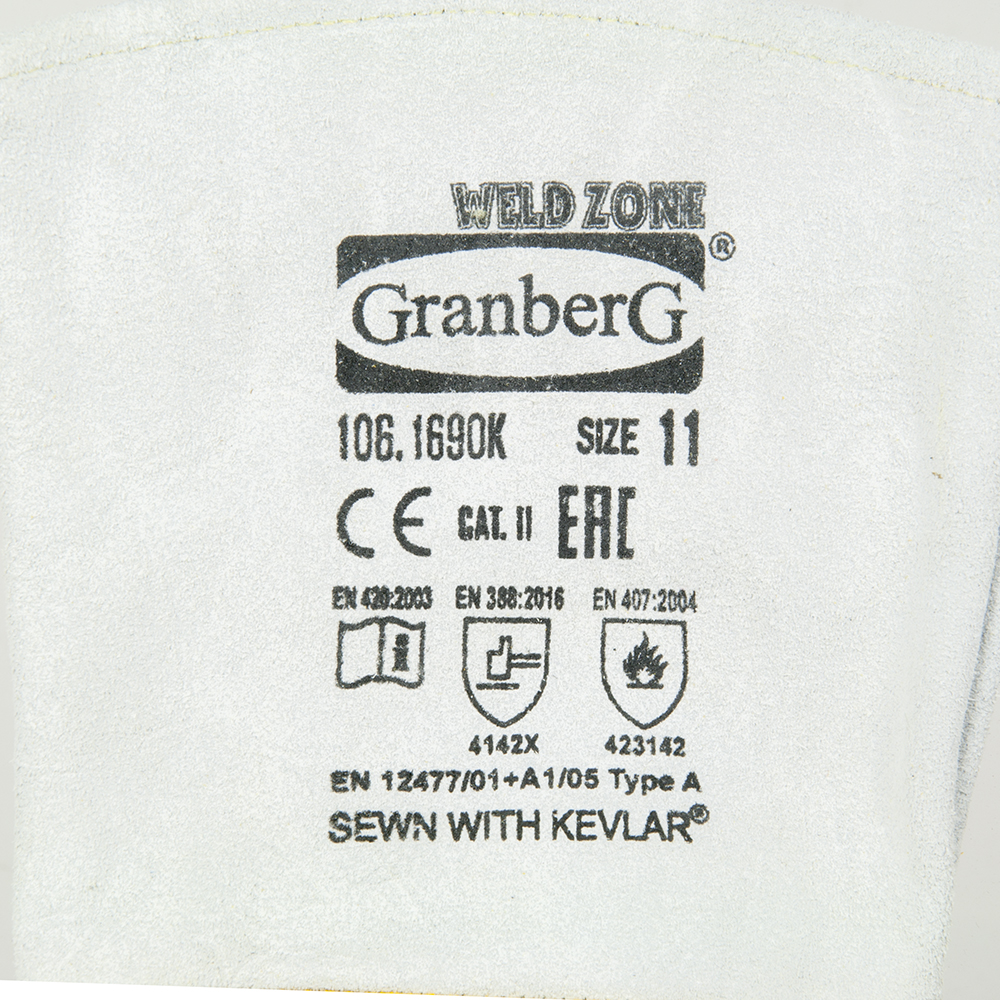 WELD ZONE
GranberG®
106.1690K SIZE 11
CE CAT. II EAC
EN 420:2003 EN 388:2016 EN 407:2004
i
4142X 423142
EN 12477/01+A1/05 Type A
SEWN WITH KEVLAR®